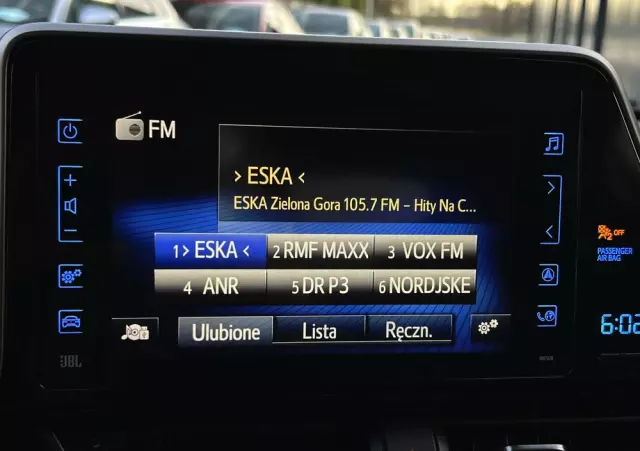 FM
> ESKA <
ESKA Zielona Gora 105.7 FM - Hity Na C...
1 > ESKA < 2 RMF MAXX 3 VOX FM
4 ANR 5 DR P3 6 NORDJSKE
Ulubione Lista Ręczn.
JBL
OFF
PASSENGER
AIR BAG
6:02